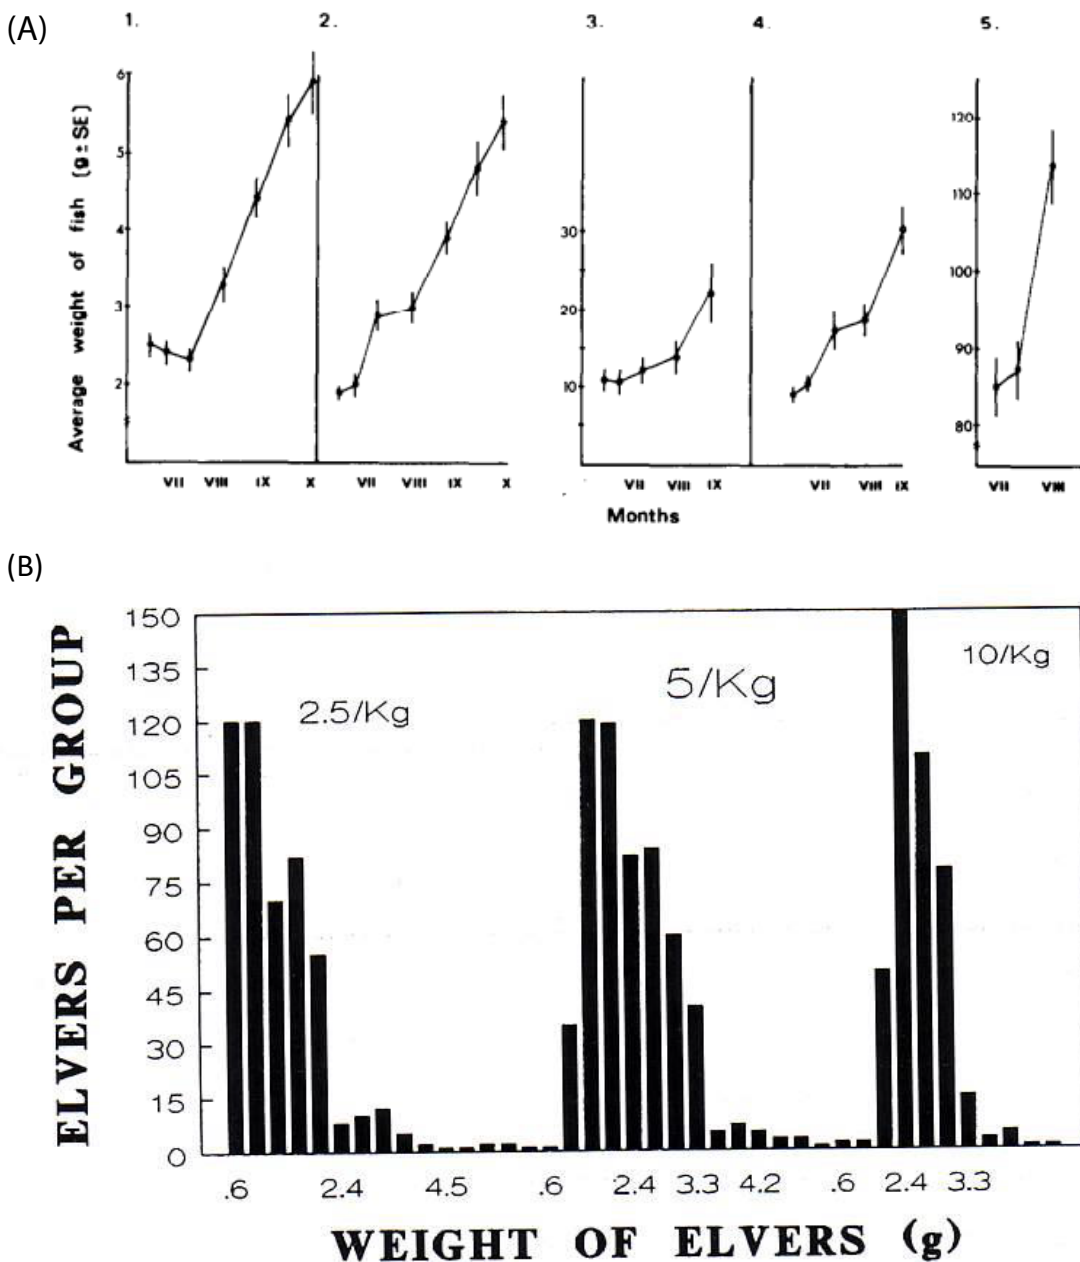 (A)
1. 2. 3. 4. 5.
Average weight of fish (g ± SE)
6
5
4
3
2
30
20
10
120
110
100
90
80
VII VIII IX X VII VIII IX X VII VIII IX VII VIII IX VII VIII
Months
(B)
ELVERS PER GROUP
150
135
120
105
90
75
60
45
30
15
0
2.5/Kg 5/Kg 10/Kg
.6 2.4 4.5 .6 2.4 3.3 4.2 .6 2.4 3.3
WEIGHT OF ELVERS (g)